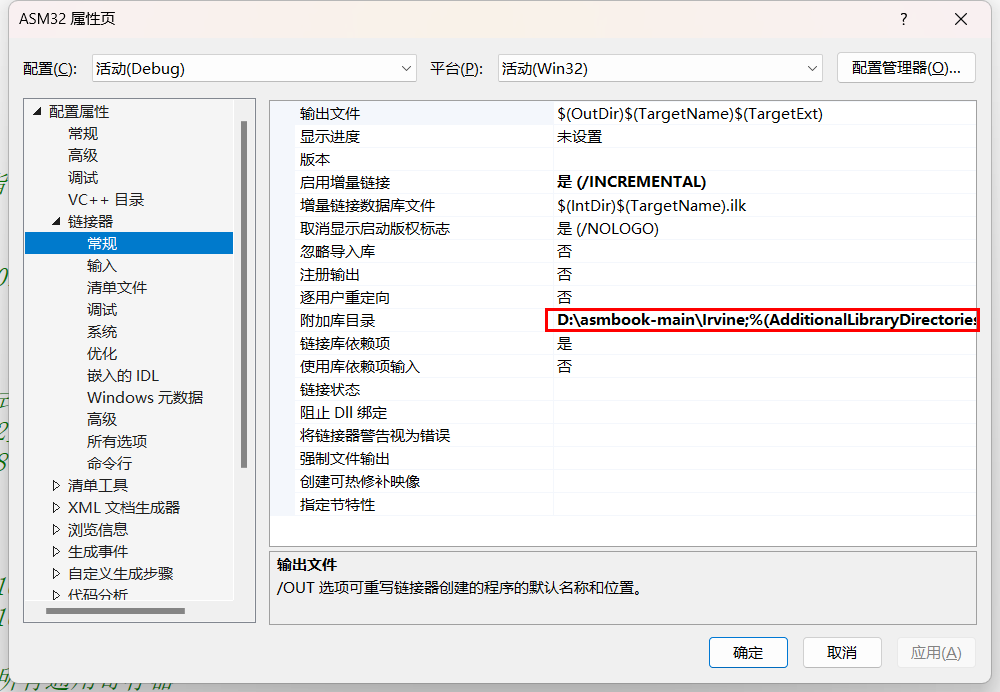 ASM32 属性页
配置(C): 活动(Debug) 平台(P): 活动(Win32) 配置管理器(O)...
配置属性
常规
高级
调试
VC++ 目录
链接器
常规
输入
清单文件
调试
系统
优化
嵌入的 IDL
Windows 元数据
高级
所有选项
命令行
清单工具
XML 文档生成器
浏览信息
生成事件
自定义生成步骤
代码分析
输出文件 $(OutDir)$(TargetName)$(TargetExt)
显示进度 未设置
版本
启用增量链接 是 (/INCREMENTAL)
增量链接数据库文件 $(IntDir)$(TargetName).ilk
取消显示启动版权标志 是 (/NOLOGO)
忽略导入库 否
注册输出 否
逐用户重定向 否
附加库目录 D:\asmbook-main\Irvine;%(AdditionalLibraryDirectories
链接库依赖项 是
使用库依赖项输入 否
链接状态
阻止 Dll 绑定
将链接器警告视为错误
强制文件输出
创建可热修补映像
指定节特性
输出文件
/OUT 选项可重写链接器创建的程序的默认名称和位置。
确定 取消 应用(A)